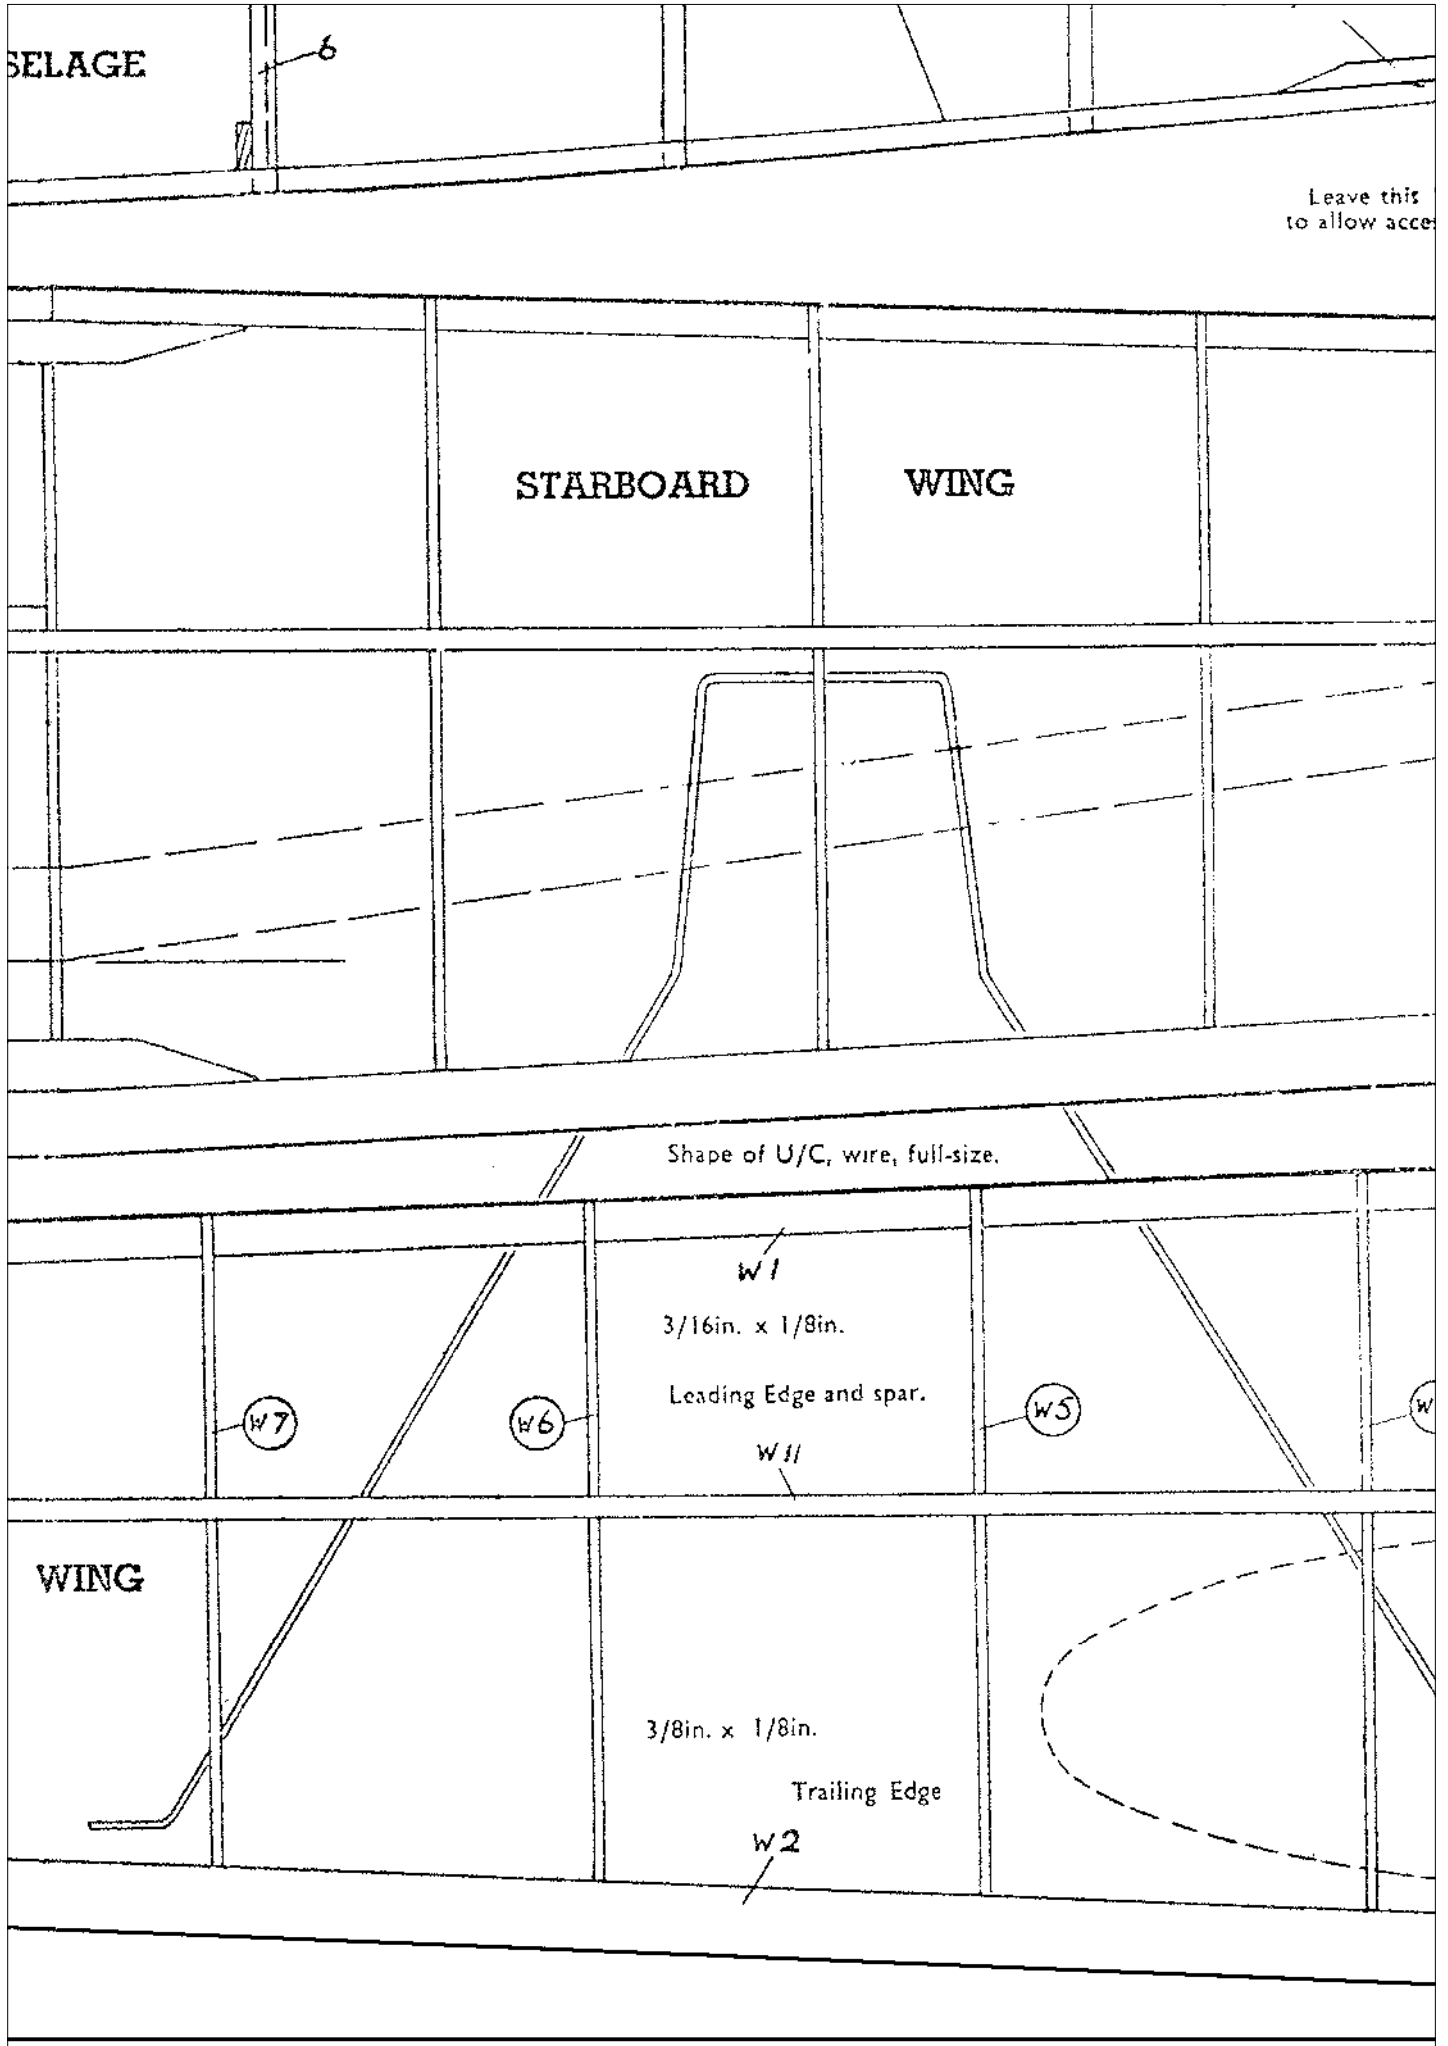 SELAGE
6
Leave this
to allow acce
STARBOARD WING
Shape of U/C, wire, full-size.
W1
3/16in. x 1/8in.
Leading Edge and spar.
W7
W6
W5
W
W11
WING
3/8in. x 1/8in.
Trailing Edge
W2